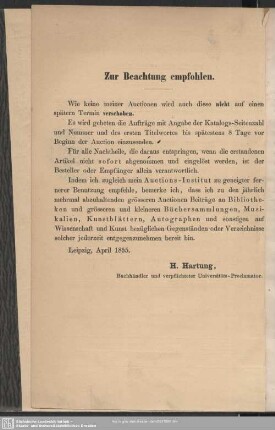 Zur Beachtung empfohlen.
Wie keine meiner Auctionen wird auch diese nicht auf einen
spätern Termin verschoben.
Es wird gebeten die Aufträge mit Angabe der Katalogs-Seitenzahl
und Nummer und des ersten Titelwortes bis spätestens 8 Tage vor
Beginn der Auction einzusenden.
Für alle Nachtheile, die daraus entspringen, wenn die erstandenen
Artikel nicht sofort abgenommen und eingelöst werden, ist der
Besteller oder Empfänger allein verantwortlich.
Indem ich zugleich mein Auctions-Institut zu geneigter fer-
nerer Benutzung empfehle, bemerke ich, dass ich zu den jährlich
mehrmal abzuhaltenden grösseren Auctionen Beiträge an Bibliothe-
ken und grösseren und kleineren Büchersammlungen, Musi-
kalien, Kunstblättern, Autographen und sonstigen auf
Wissenschaft und Kunst bezüglichen Gegenständen oder Verzeichnisse
solcher jederzeit entgegenzunehmen bereit bin.
Leipzig, April 1855.
H. Hartung,
Buchhändler und verpflichteter Universitäts-Proclamator.